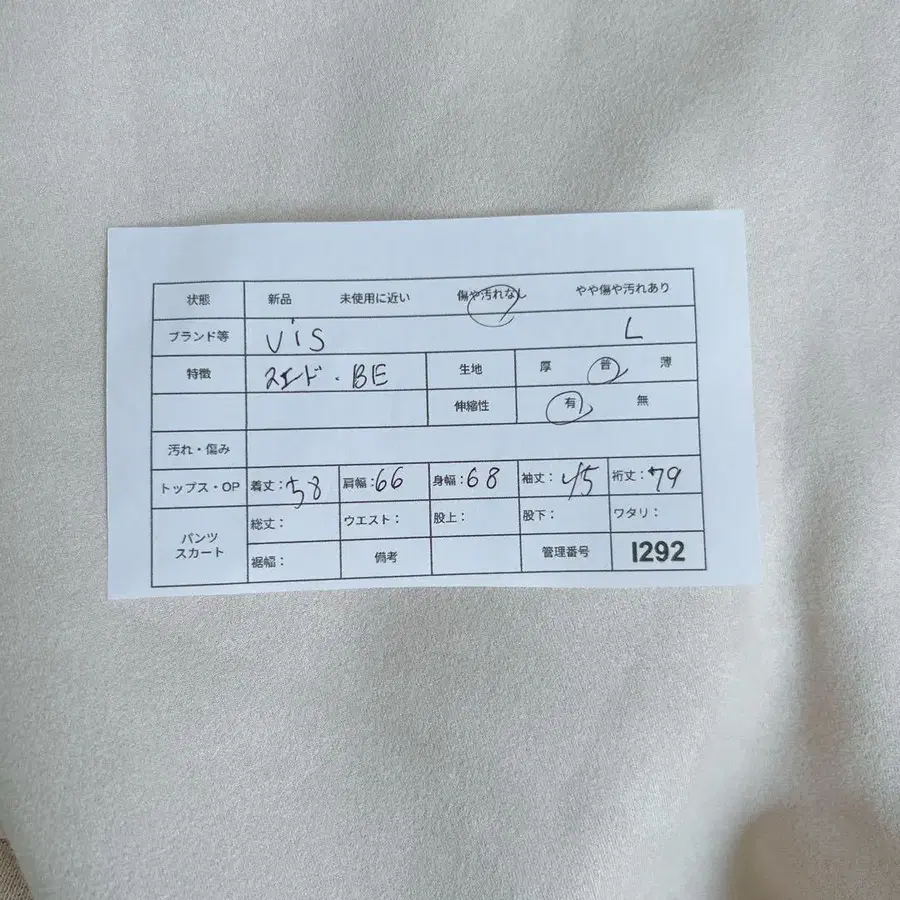 状態 新品 未使用に近い 傷や汚れなし やや傷や汚れあり
ブランド等 ViS L
特徴 スエード・BE 生地 厚 普 薄
伸縮性 有 無
汚れ・傷み
トップス・OP 着丈：58 肩幅：66 身幅：68 袖丈：45 裄丈：79
パンツ スカート 総丈： ウエスト： 股上： 股下： ワタリ：
裾幅： 備考 管理番号 I292